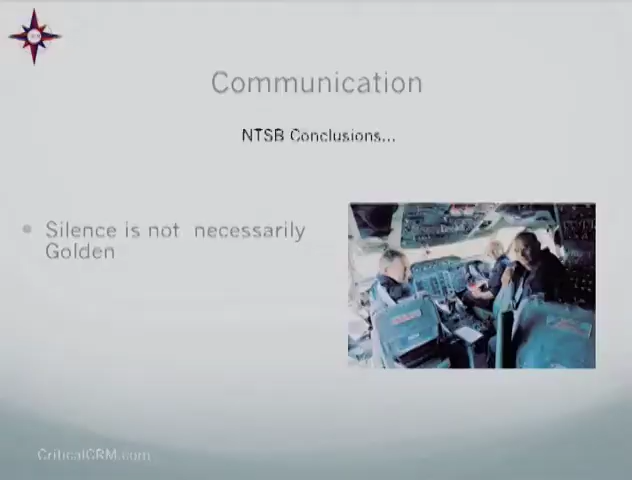 Communication
NTSB Conclusions...
• Silence is not necessarily
Golden
CriticalCRM.com